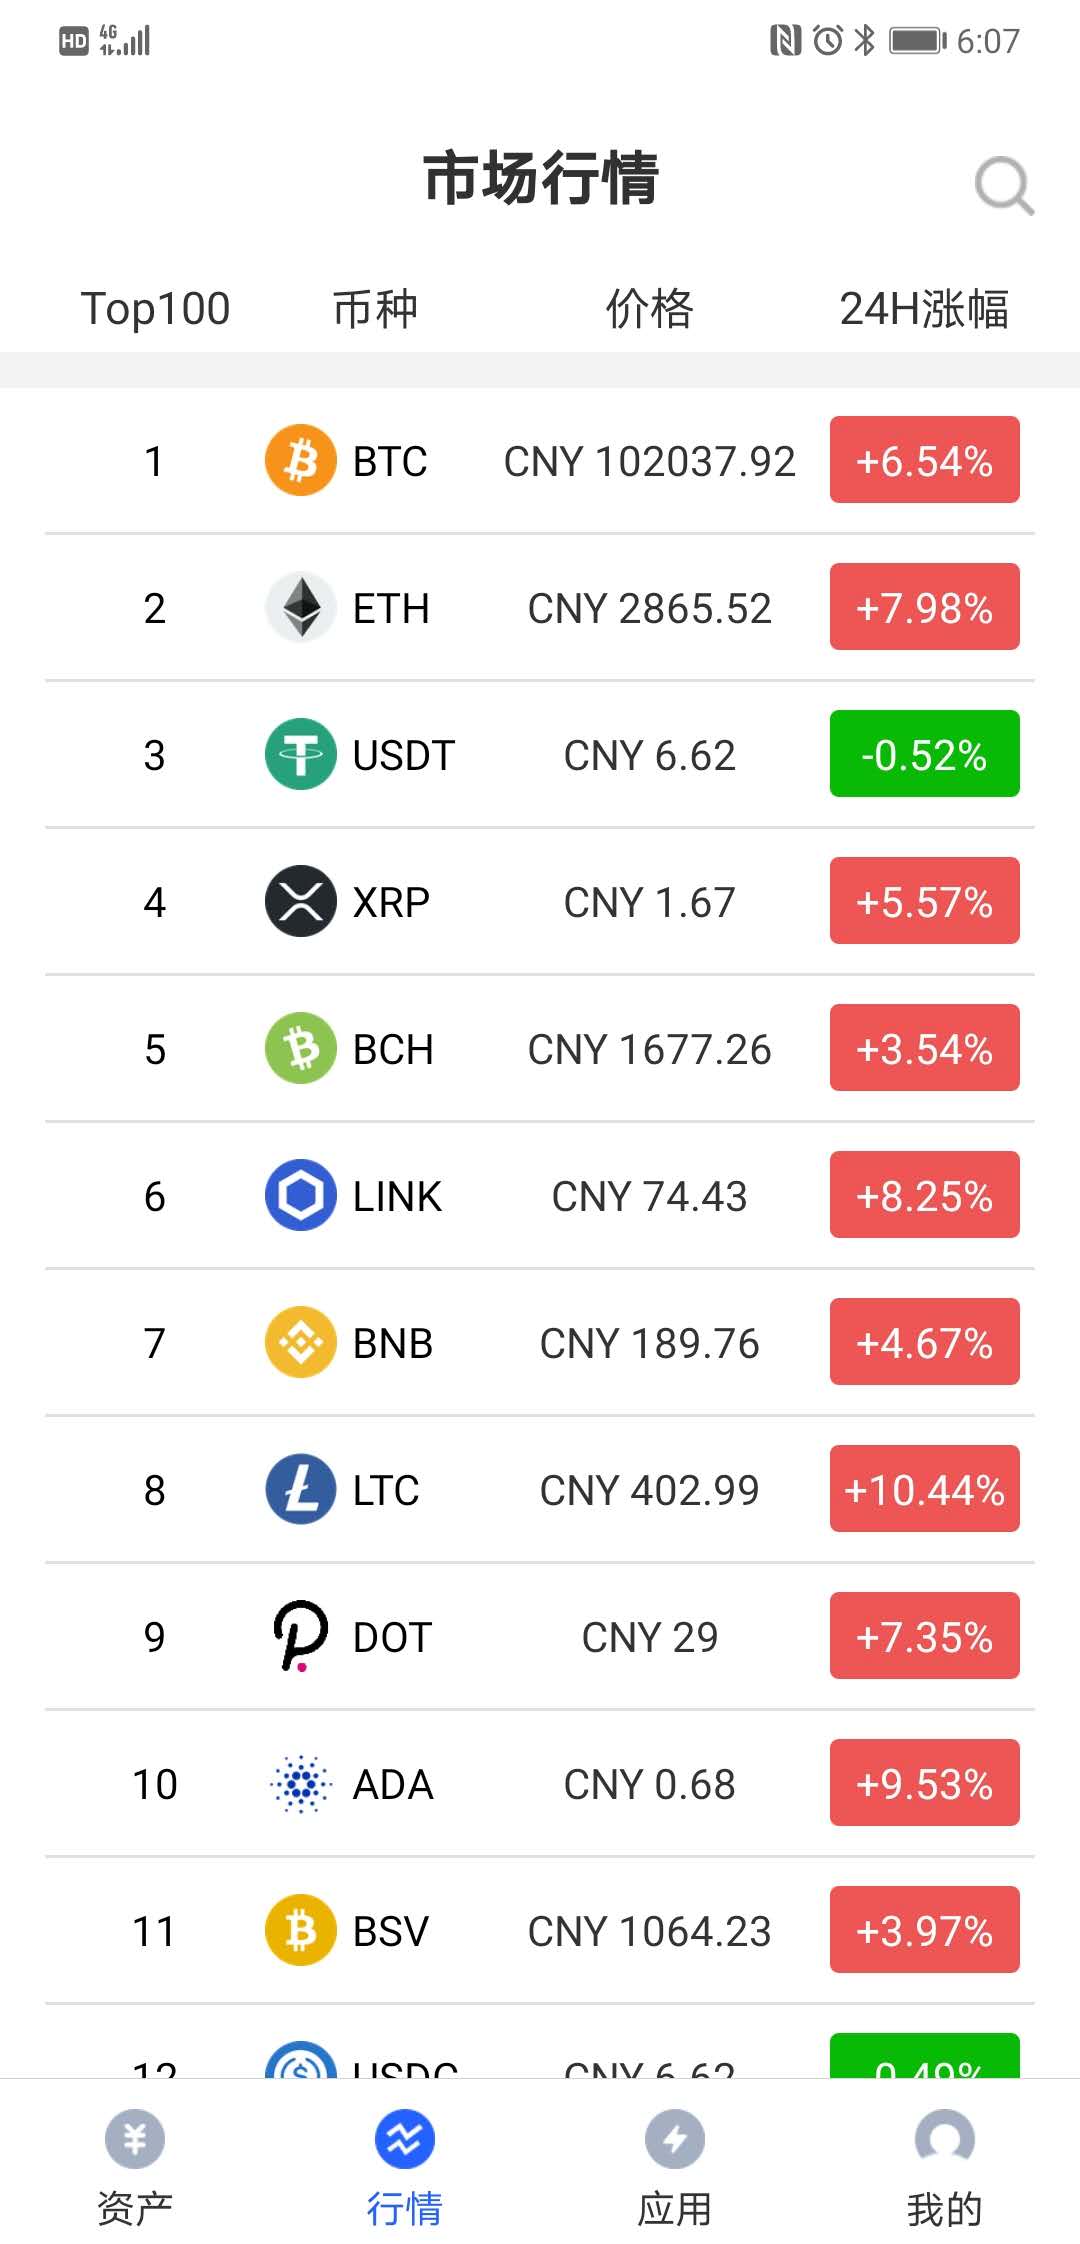 HD 4G 6:07
市场行情
Top100 币种 价格 24H涨幅
1 BTC CNY 102037.92 +6.54%
2 ETH CNY 2865.52 +7.98%
3 USDT CNY 6.62 -0.52%
4 XRP CNY 1.67 +5.57%
5 BCH CNY 1677.26 +3.54%
6 LINK CNY 74.43 +8.25%
7 BNB CNY 189.76 +4.67%
8 LTC CNY 402.99 +10.44%
9 DOT CNY 29 +7.35%
10 ADA CNY 0.68 +9.53%
11 BSV CNY 1064.23 +3.97%
12 USDC CNY 6.62 -0.49%
资产 行情 应用 我的